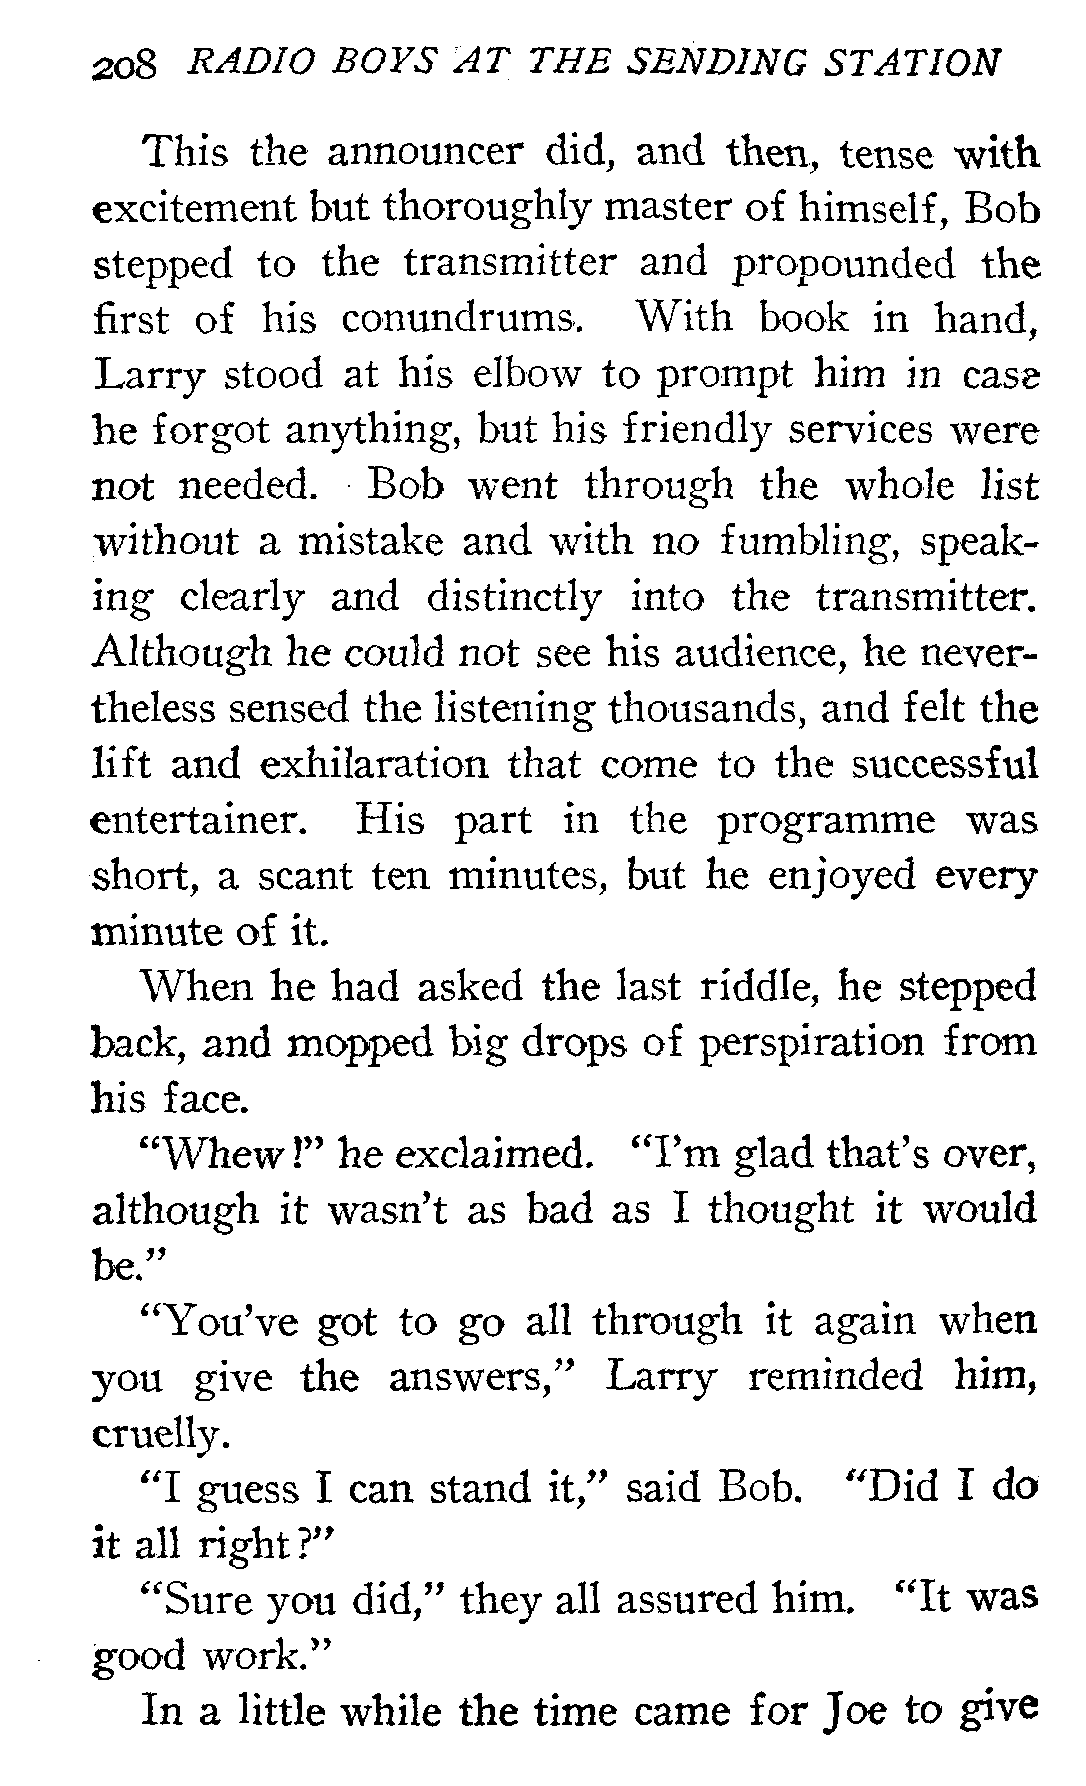 208 RADIO BOYS AT THE SENDING STATION
This the announcer did, and then, tense with
excitement but thoroughly master of himself, Bob
stepped to the transmitter and propounded the
first of his conundrums. With book in hand,
Larry stood at his elbow to prompt him in case
he forgot anything, but his friendly services were
not needed. Bob went through the whole list
without a mistake and with no fumbling, speak-
ing clearly and distinctly into the transmitter.
Although he could not see his audience, he never-
theless sensed the listening thousands, and felt the
lift and exhilaration that come to the successful
entertainer. His part in the programme was
short, a scant ten minutes, but he enjoyed every
minute of it.
When he had asked the last riddle, he stepped
back, and mopped big drops of perspiration from
his face.
“Whew!” he exclaimed. “I’m glad that’s over,
although it wasn’t as bad as I thought it would
be.”
“You’ve got to go all through it again when
you give the answers,” Larry reminded him,
cruelly.
“I guess I can stand it,” said Bob. “Did I do
it all right?”
“Sure you did,” they all assured him. “It was
good work.”
In a little while the time came for Joe to give